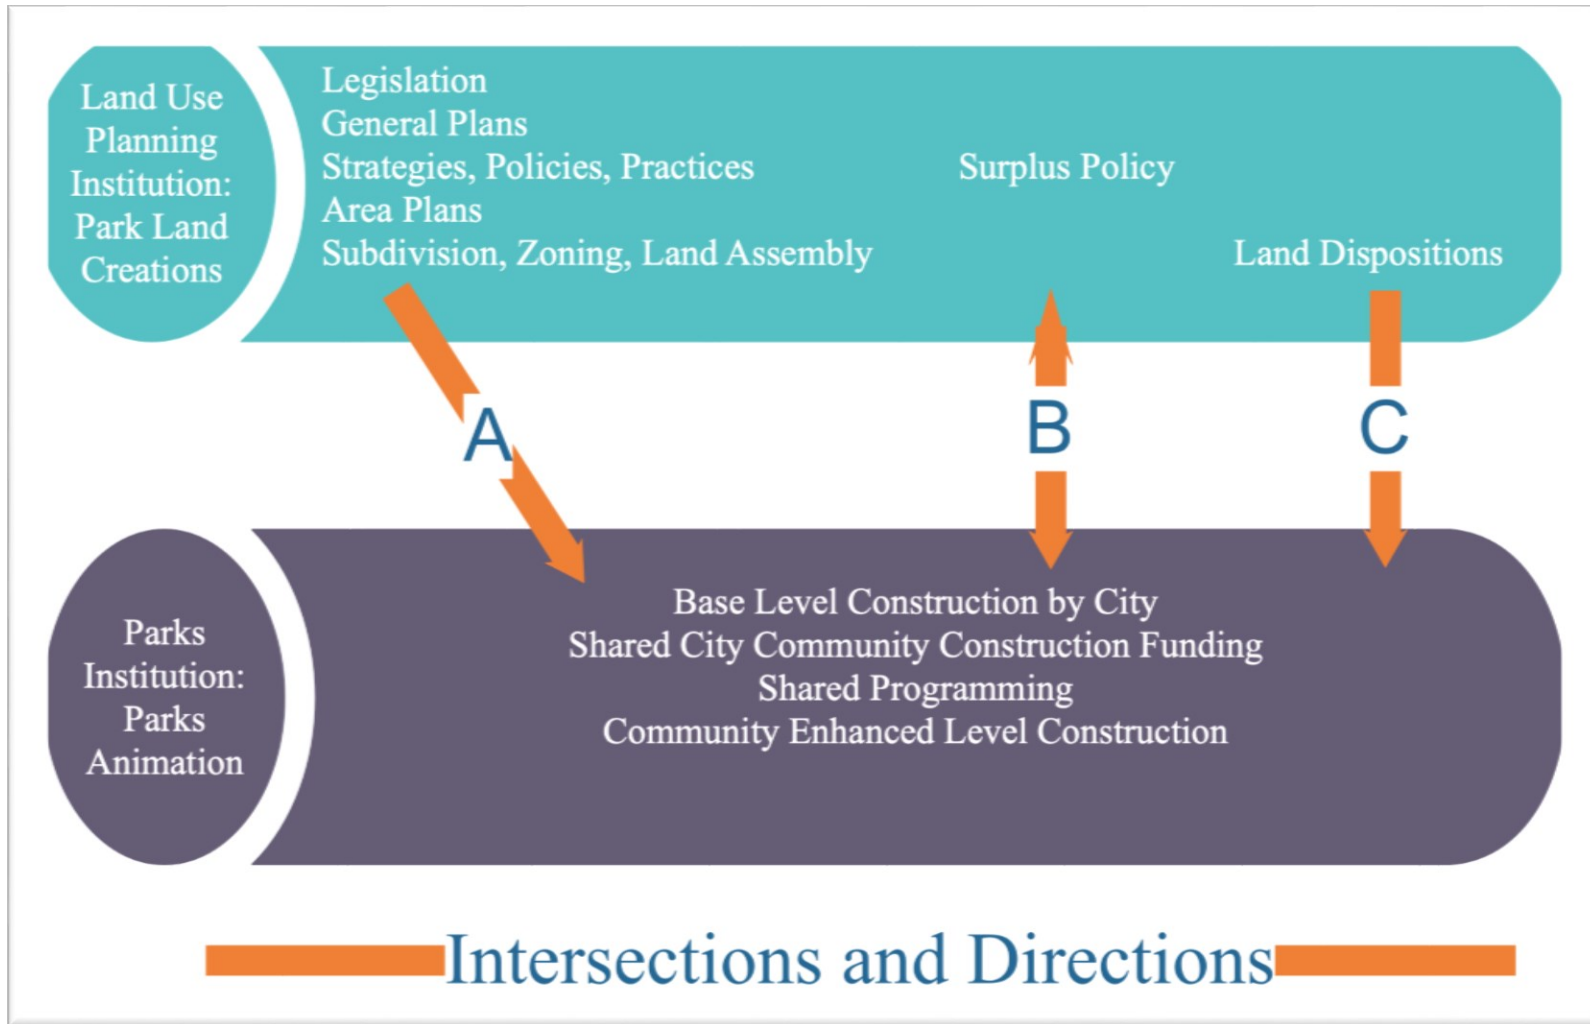 Land Use
Planning
Institution:
Park Land
Creations
Legislation
General Plans
Strategies, Policies, Practices
Area Plans
Subdivision, Zoning, Land Assembly
Surplus Policy
Land Dispositions
A
B
C
Parks
Institution:
Parks
Animation
Base Level Construction by City
Shared City Community Construction Funding
Shared Programming
Community Enhanced Level Construction
Intersections and Directions